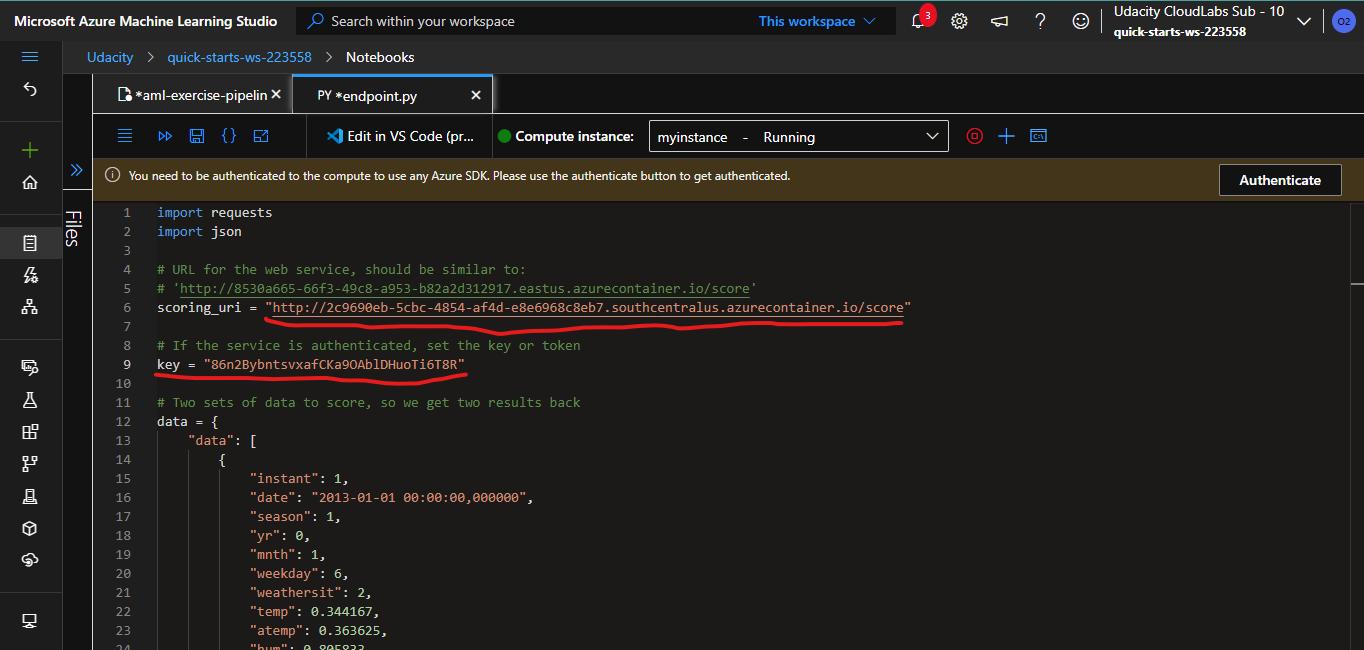 Microsoft Azure Machine Learning Studio
Search within your workspace
This workspace
3
?
Udacity CloudLabs Sub - 10
quick-starts-ws-223558
O2
Udacity > quick-starts-ws-223558 > Notebooks
*aml-exercise-pipelin ×
PY *endpoint.py ×
Edit in VS Code (pr...
Compute instance:
myinstance - Running
You need to be authenticated to the compute to use any Azure SDK. Please use the authenticate button to get authenticated.
Authenticate
Files
1 import requests
2 import json
3
4 # URL for the web service, should be similar to:
5 # 'http://8530a665-66f3-49c8-a953-b82a2d312917.eastus.azurecontainer.io/score'
6 scoring_uri = "http://2c9690eb-5cbc-4854-af4d-e8e6968c8eb7.southcentralus.azurecontainer.io/score"
7
8 # If the service is authenticated, set the key or token
9 key = "86n2BybntsvxafCKa9OAblDHuoTi6T8R"
10
11 # Two sets of data to score, so we get two results back
12 data = {
13 "data": [
14 {
15 "instant": 1,
16 "date": "2013-01-01 00:00:00,000000",
17 "season": 1,
18 "yr": 0,
19 "mnth": 1,
20 "weekday": 6,
21 "weathersit": 2,
22 "temp": 0.344167,
23 "atemp": 0.363625,
24 "hum": 0.805833,